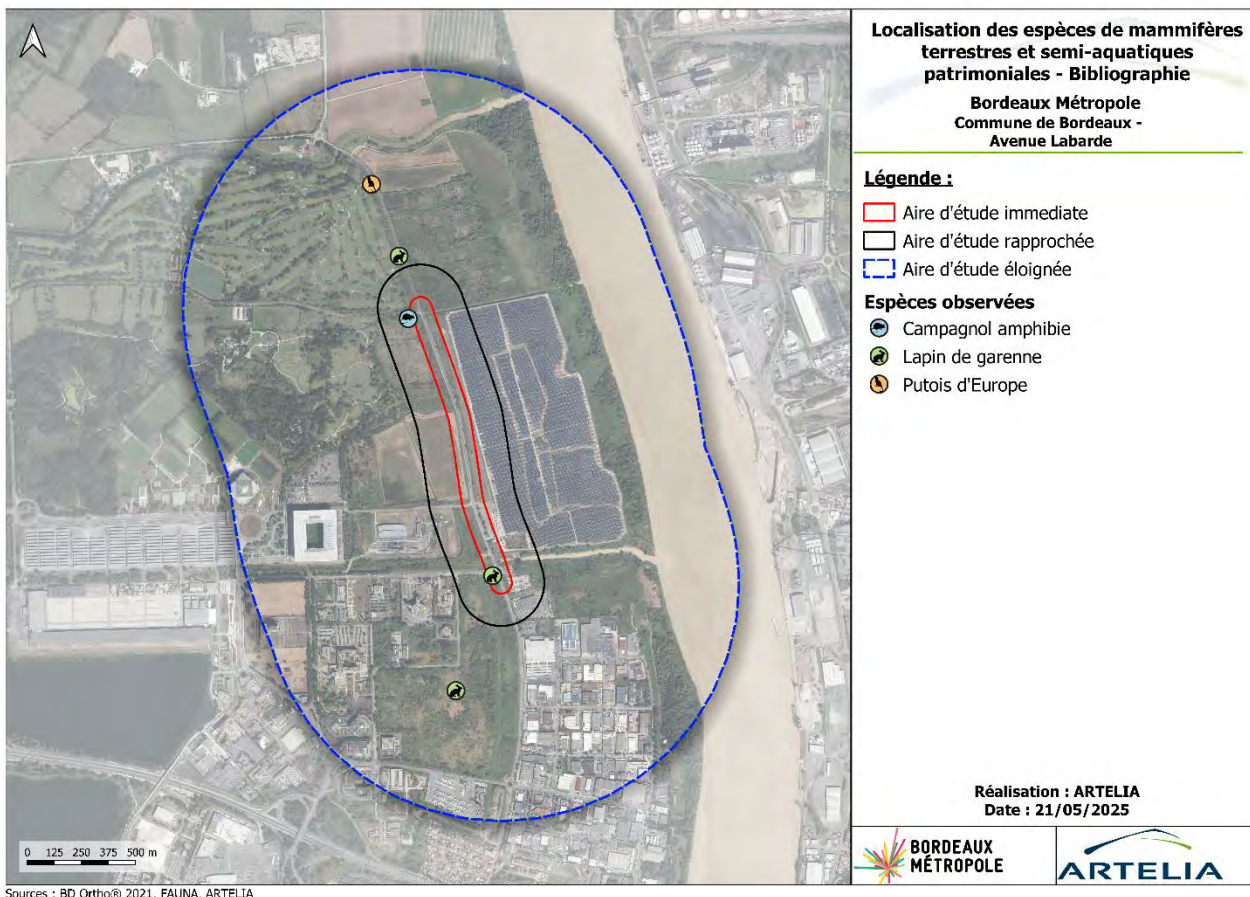 Localisation des espèces de mammifères
terrestres et semi-aquatiques
patrimoniales - Bibliographie
Bordeaux Métropole
Commune de Bordeaux -
Avenue Labarde
Légende :
Aire d'étude immediate
Aire d'étude rapprochée
Aire d'étude éloignée
Espèces observées
Campagnol amphibie
Lapin de garenne
Putois d'Europe
Réalisation : ARTELIA
Date : 21/05/2025
BORDEAUX
MÉTROPOLE
ARTELIA
0 125 250 375 500 m
Sources : BD Ortho® 2021, FAUNA, ARTELIA